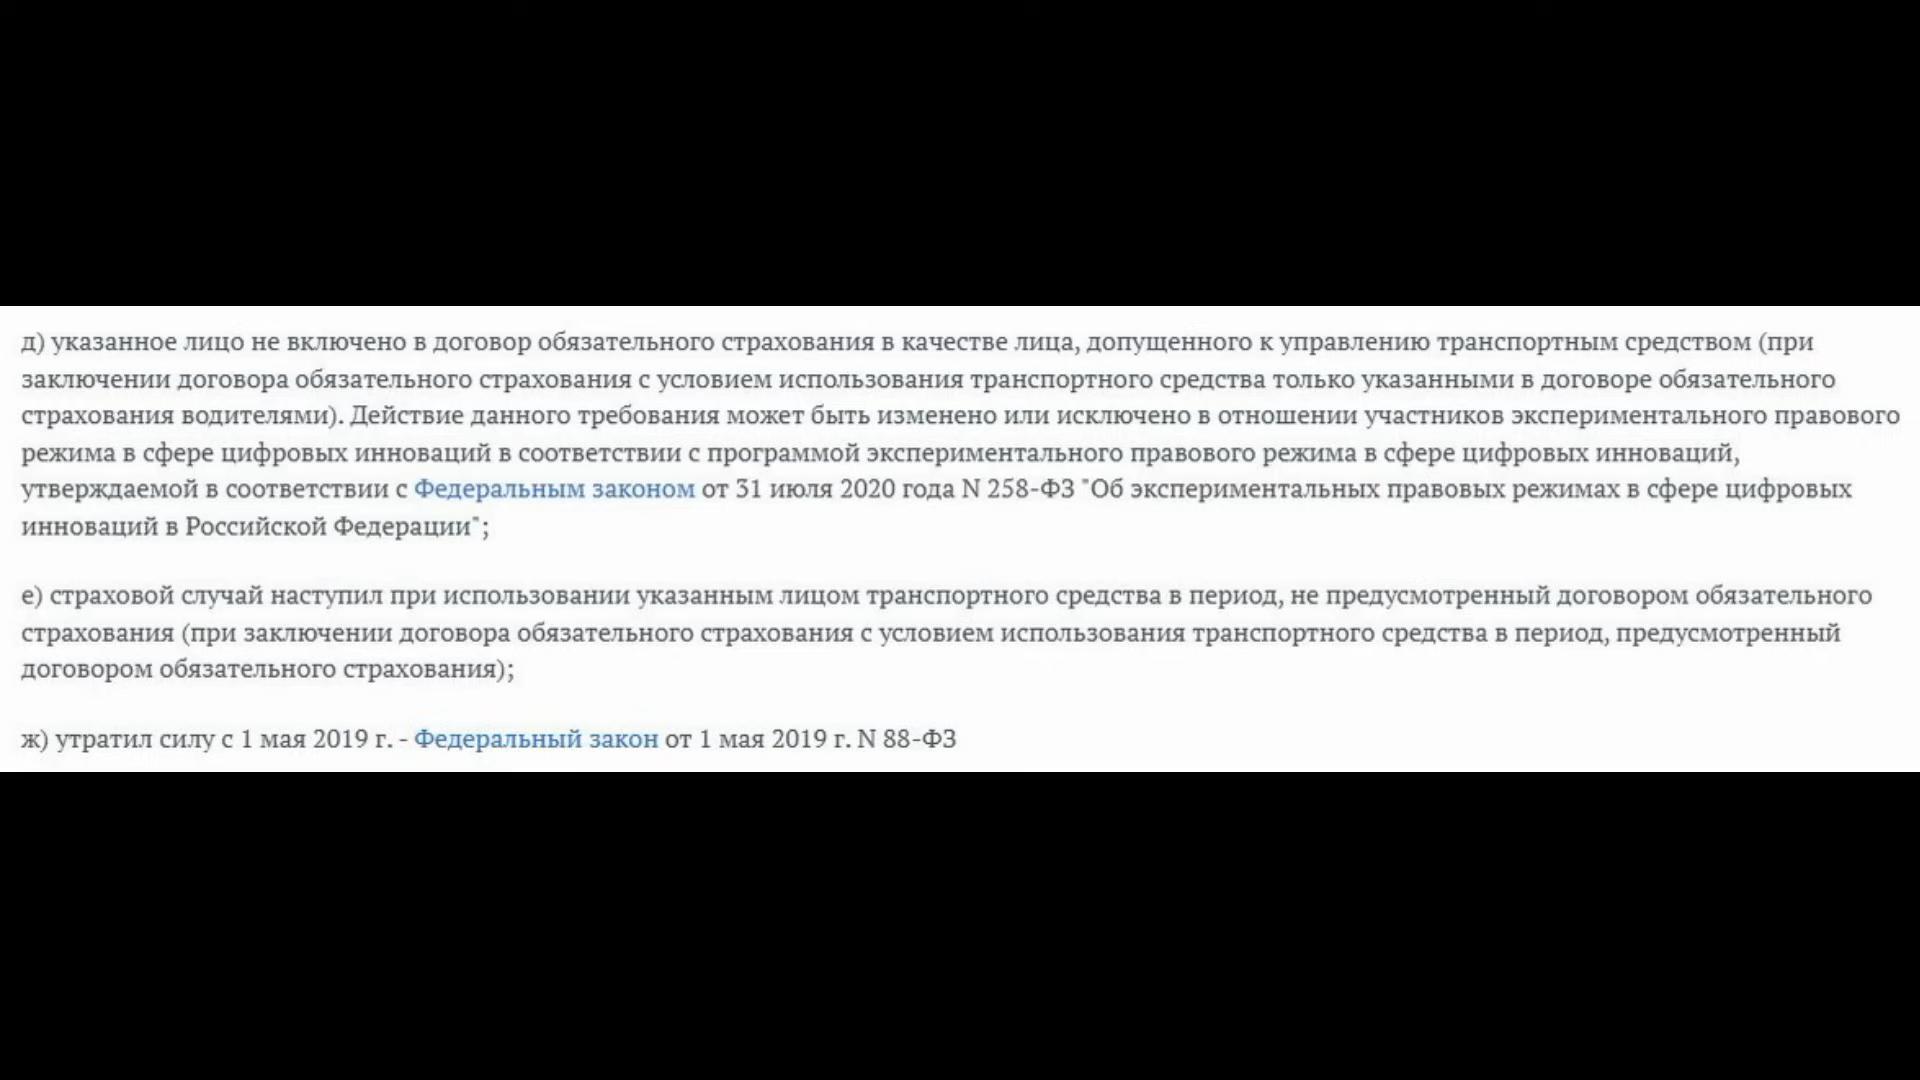 д) указанное лицо не включено в договор обязательного страхования в качестве лица, допущенного к управлению транспортным средством (при
заключении договора обязательного страхования с условием использования транспортного средства только указанными в договоре обязательного
страхования водителями). Действие данного требования может быть изменено или исключено в отношении участников экспериментального правового
режима в сфере цифровых инноваций в соответствии с программой экспериментального правового режима в сфере цифровых инноваций,
утверждаемой в соответствии с Федеральным законом от 31 июля 2020 года N 258-ФЗ "Об экспериментальных правовых режимах в сфере цифровых
инноваций в Российской Федерации";
е) страховой случай наступил при использовании указанным лицом транспортного средства в период, не предусмотренный договором обязательного
страхования (при заключении договора обязательного страхования с условием использования транспортного средства в период, предусмотренный
договором обязательного страхования);
ж) утратил силу с 1 мая 2019 г. - Федеральный закон от 1 мая 2019 г. N 88-ФЗ